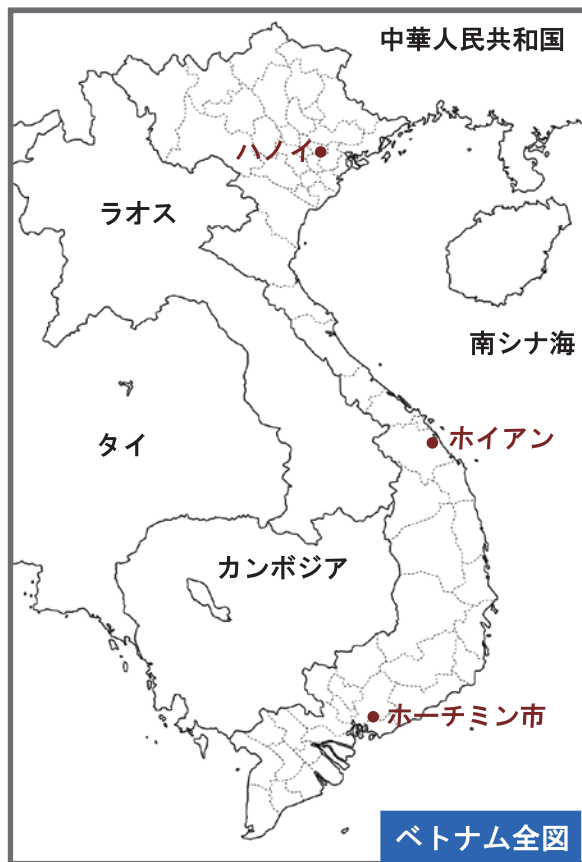 中華人民共和国
ハノイ
ラオス
南シナ海
タイ
ホイアン
カンボジア
ホーチミン市
ベトナム全図